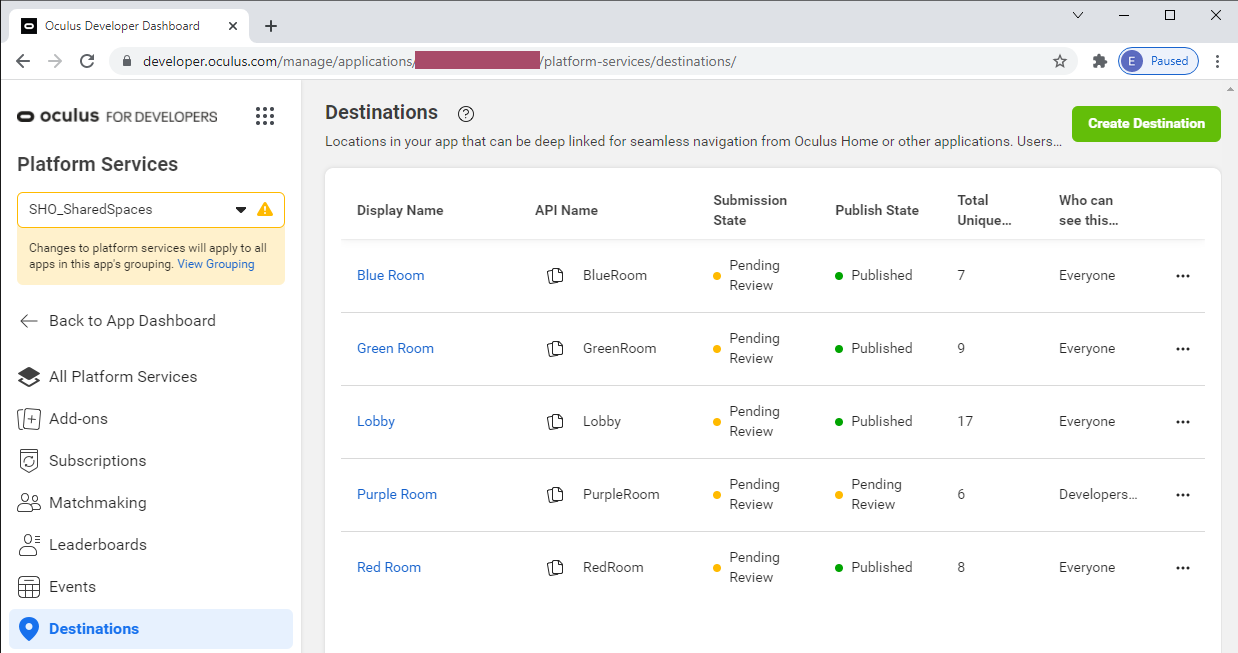 Oculus Developer Dashboard
developer.oculus.com/manage/applications/ /platform-services/destinations/
E Paused
oculus FOR DEVELOPERS
Platform Services
SHO_SharedSpaces
Changes to platform services will apply to all
apps in this app's grouping. View Grouping
Back to App Dashboard
All Platform Services
Add-ons
Subscriptions
Matchmaking
Leaderboards
Events
Destinations
Destinations ?
Create Destination
Locations in your app that can be deep linked for seamless navigation from Oculus Home or other applications. Users...
Display Name API Name Submission State Publish State Total Unique... Who can see this...
Blue Room BlueRoom Pending Review Published 7 Everyone
Green Room GreenRoom Pending Review Published 9 Everyone
Lobby Lobby Pending Review Published 17 Everyone
Purple Room PurpleRoom Pending Review Pending Review 6 Developers...
Red Room RedRoom Pending Review Published 8 Everyone